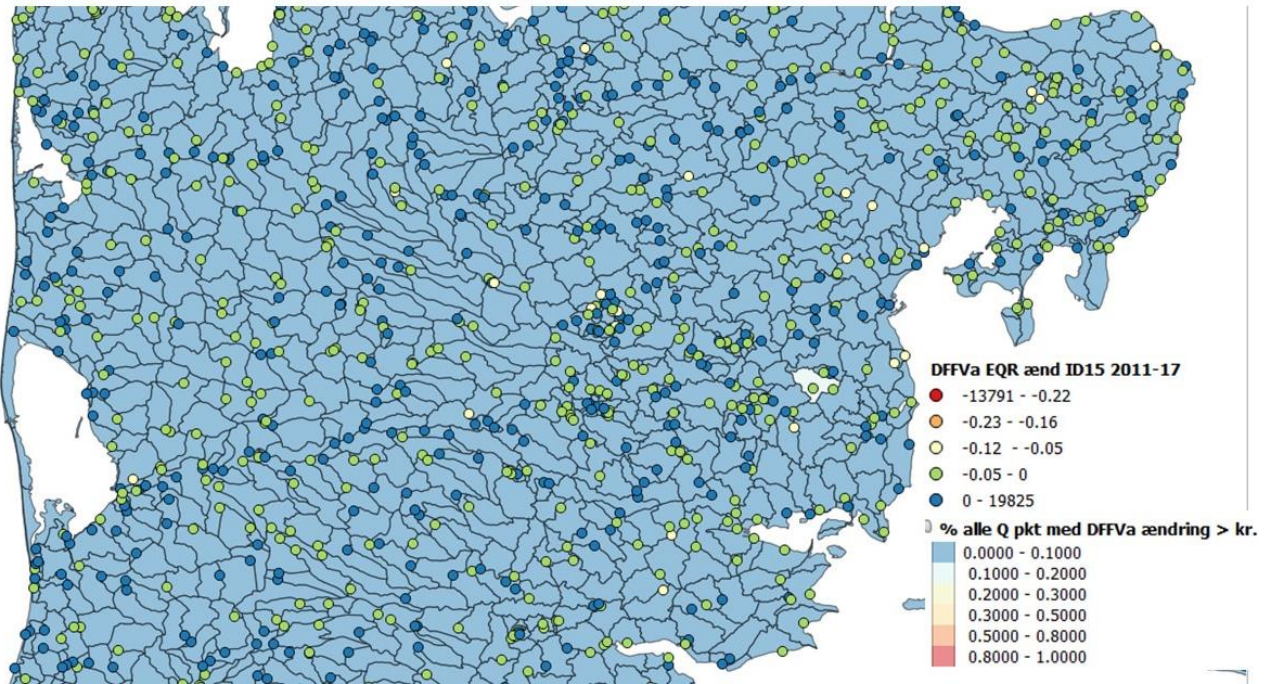 DFFVa EQR ænd ID15 2011-17
-13791 - -0.22
-0.23 - -0.16
-0.12 - -0.05
-0.05 - 0
0 - 19825
% alle Q pkt med DFFVa ændring > kr.
0.0000 - 0.1000
0.1000 - 0.2000
0.2000 - 0.3000
0.3000 - 0.5000
0.5000 - 0.8000
0.8000 - 1.0000